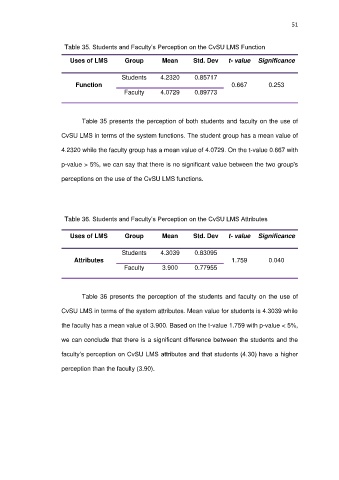 51
Table 35. Students and Faculty's Perception on the CvSU LMS Function
Uses of LMS Group Mean Std. Dev t- value Significance
Function Students 4.2320 0.85717 0.667 0.253
Faculty 4.0729 0.89773
Table 35 presents the perception of both students and faculty on the use of
CvSU LMS in terms of the system functions. The student group has a mean value of
4.2320 while the faculty group has a mean value of 4.0729. On the t-value 0.667 with
p-value > 5%, we can say that there is no significant value between the two group's
perceptions on the use of the CvSU LMS functions.
Table 36. Students and Faculty's Perception on the CvSU LMS Attributes
Uses of LMS Group Mean Std. Dev t- value Significance
Attributes Students 4.3039 0.83095 1.759 0.040
Faculty 3.900 0.77955
Table 36 presents the perception of the students and faculty on the use of
CvSU LMS in terms of the system attributes. Mean value for students is 4.3039 while
the faculty has a mean value of 3.900. Based on the t-value 1.759 with p-value < 5%,
we can conclude that there is a significant difference between the students and the
faculty's perception on CvSU LMS attributes and that students (4.30) have a higher
perception than the faculty (3.90).